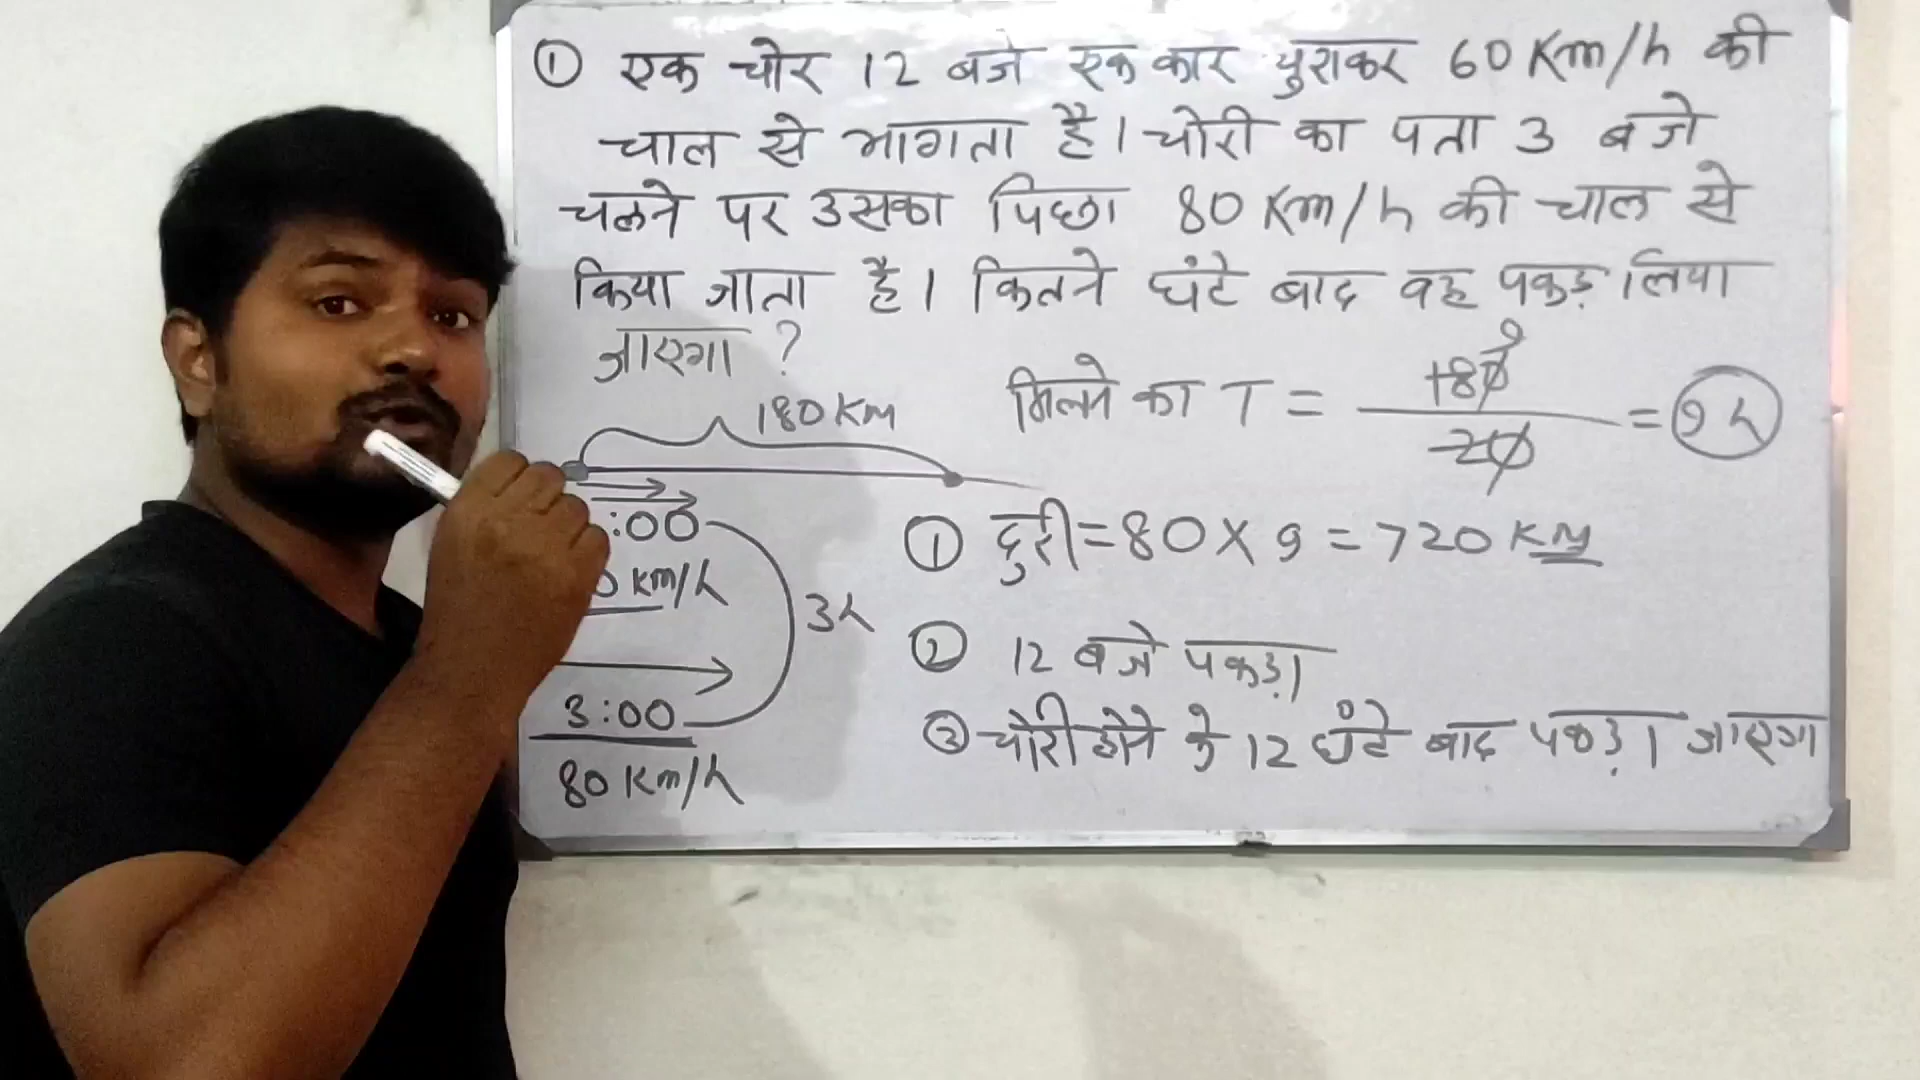 ① एक चोर 12 बजे एक कार चुराकर 60 Km/h की
चाल से भागता है। चोरी का पता 3 बजे
चलने पर उसका पिछा 80 Km/h की चाल से
किया जाता है। कितने घंटे बाद वह पकड़ लिया
जाएगा ?
180 KM
मिलने का T = 180/20 = 9 h
:00
0 km/h
3h
3:00
80 Km/h
① दुरी = 80 X 9 = 720 KM
② 12 बजे पकड़ा
③ चोरी होने के 12 घंटे बाद पकड़ा जाएगा